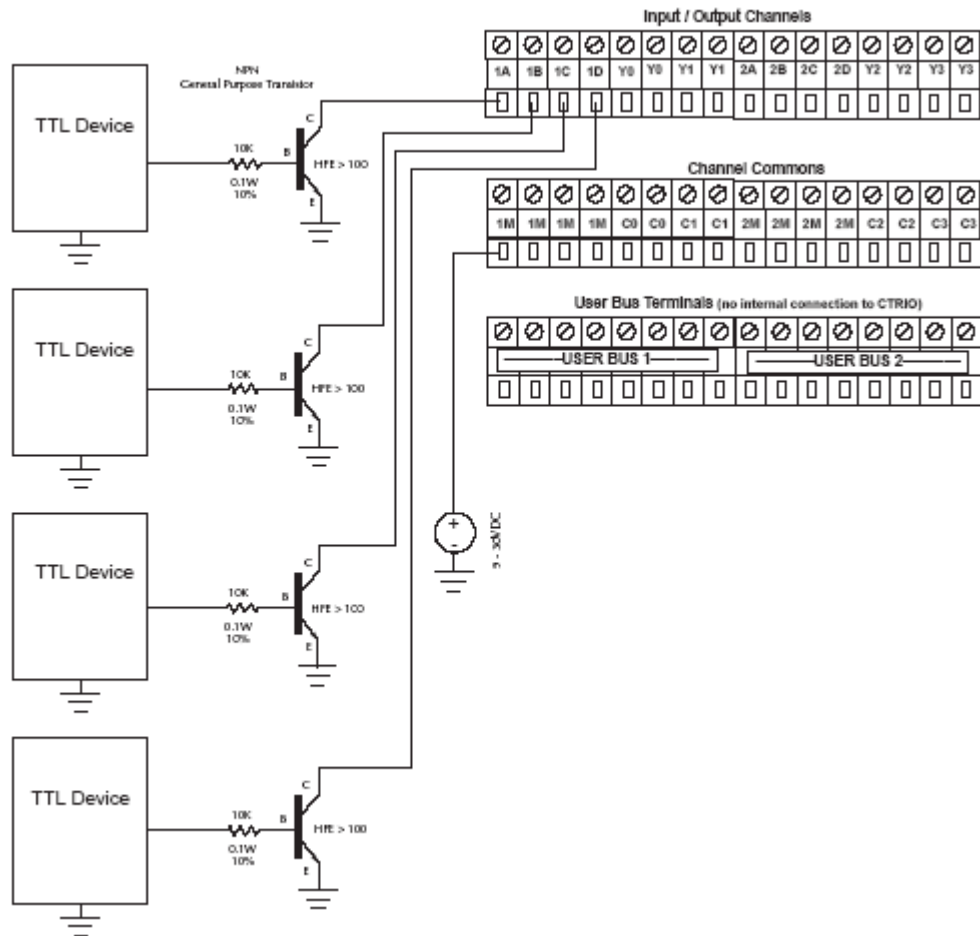 Input / Output Channels
1A 1B 1C 1D Y0 Y0 Y1 Y1 2A 2B 2C 2D Y2 Y2 Y3 Y3
NPN
General Purpose Transistor
TTL Device
10K
0.1W
10%
B
C
E
HFE > 100
Channel Commons
1M 1M 1M 1M C0 C0 C1 C1 2M 2M 2M 2M C2 C2 C3 C3
User Bus Terminals (no internal connection to CTRIO)
USER BUS 1
USER BUS 2
TTL Device
10K
0.1W
10%
B
C
E
HFE > 100
TTL Device
10K
0.1W
10%
B
C
E
HFE > 100
+
-
TTL Device
10K
0.1W
10%
B
C
E
HFE > 100